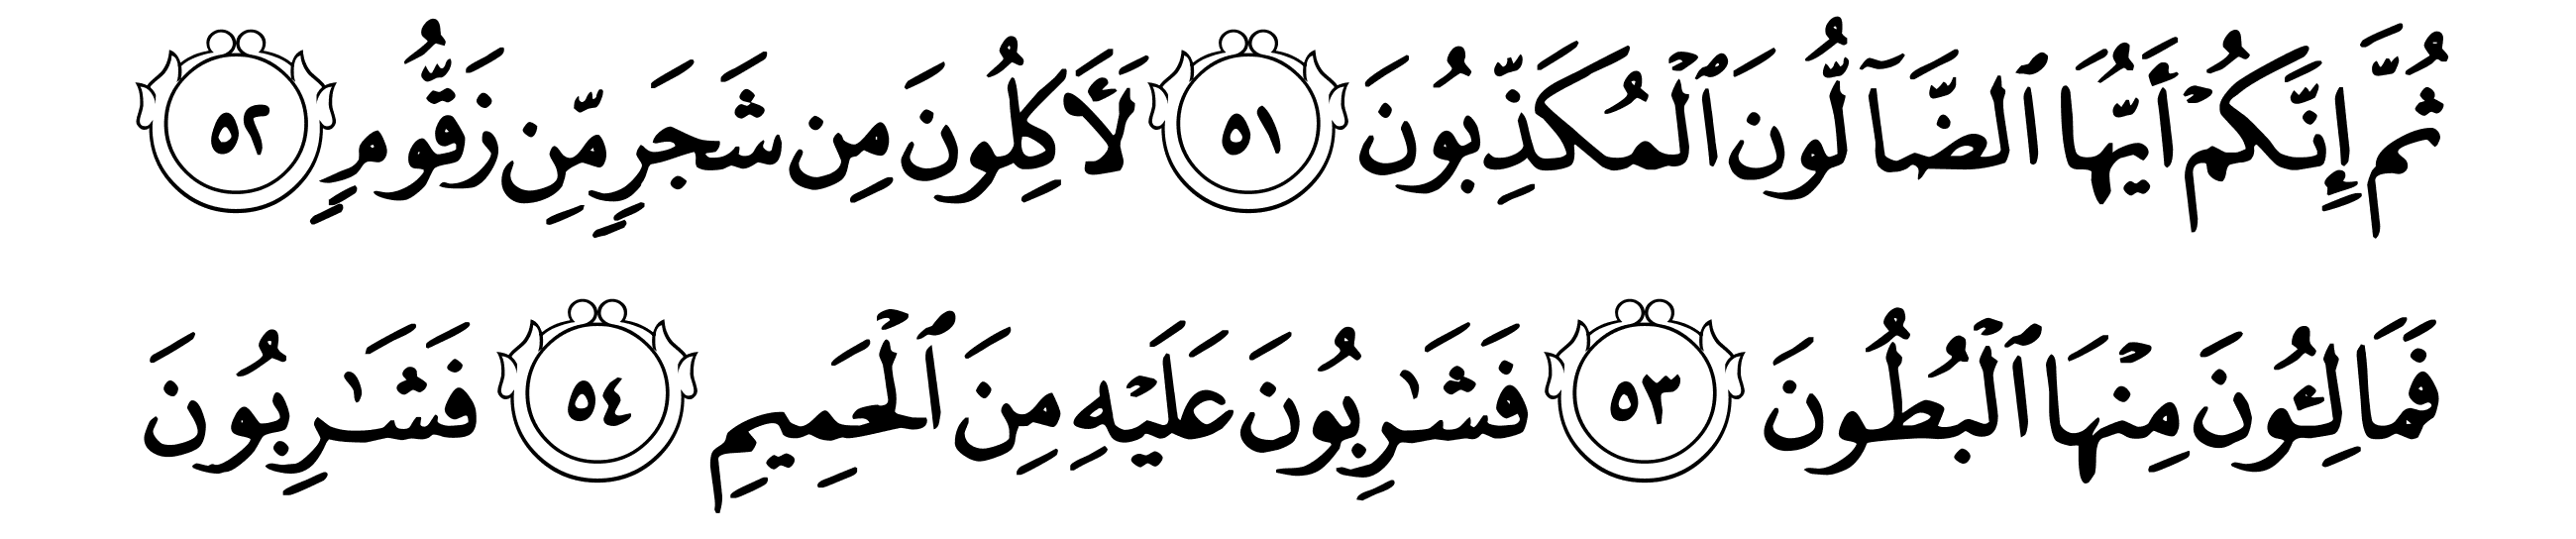 ثُمَّ إِنَّكُمْ أَيُّهَا ٱلضَّآلُّونَ ٱلْمُكَذِّبُونَ ٥١ لَأَكِلُونَ مِن شَجَرٍ مِّن زَقُّومٍ ٥٢
فَمَالِـُٔونَ مِنْهَا ٱلْبُطُونَ ٥٣ فَشَـٰرِبُونَ عَلَيْهِ مِنَ ٱلْحَمِيمِ ٥٤ فَشَـٰرِبُونَ